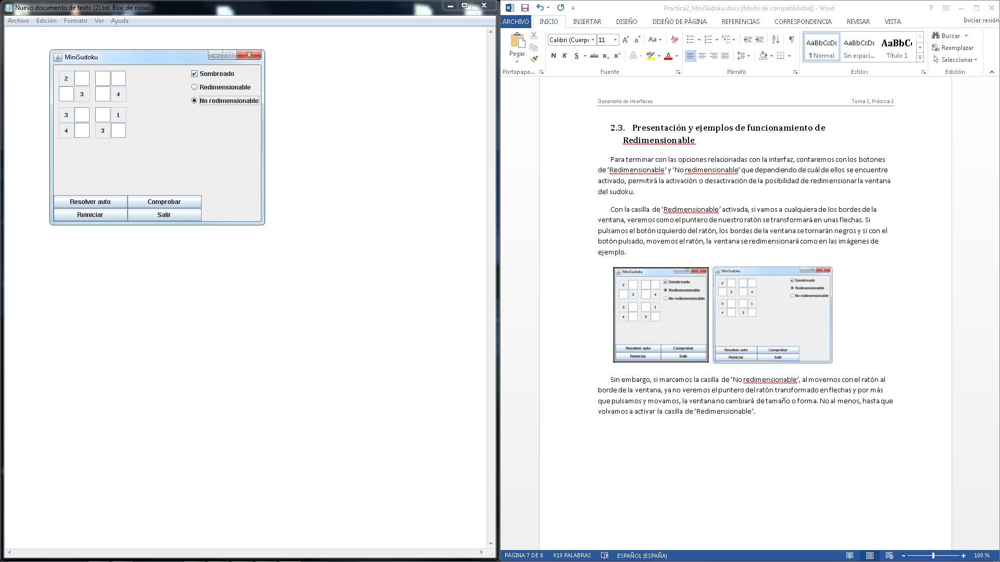 Nuevo documento de texto (2).txt: Bloc de notas
Archivo Edición Formato Ver Ayuda
MiniSudoku
2
3 4
3 1
4 3
Sombreado
Redimensionable
No redimensionable
Resolver auto Comprobar
Reiniciar Salir
Practica2_MiniSudoku.docx [Modo de compatibilidad] - Word
ARCHIVO INICIO INSERTAR DISEÑO DISEÑO DE PÁGINA REFERENCIAS CORRESPONDENCIA REVISAR VISTA Iniciar sesión
Pegar
Calibri (Cuerpo 11
N K S abc x₂ x²
AaBbCcDc AaBbCcDc AaBbCc
¶ Normal Sin espaci... Título 1
Buscar
Reemplazar
Seleccionar
Portapape... Fuente Párrafo Estilos Edición
Desarrollo de Interfaces Tema 1, Práctica 2
2.3. Presentación y ejemplos de funcionamiento de
Redimensionable
Para terminar con las opciones relacionadas con la interfaz, contaremos con los botones
de ‘Redimensionable’ y ‘No redimensionable’ que dependiendo de cuál de ellos se encuentre
activado, permitirá la activación o desactivación de la posibilidad de redimensionar la ventana
del sudoku.
Con la casilla de ‘Redimensionable’ activada, si vamos a cualquiera de los bordes de la
ventana, veremos como el puntero de nuestro ratón se transformará en unas flechas. Si
pulsamos el botón izquierdo del ratón, los bordes de la ventana se tornarán negros y si con el
botón pulsado, movemos el ratón, la ventana se redimensionará como en las imágenes de
ejemplo.
MiniSudoku
2
3 4
3 1
4 3
Sombreado
Redimensionable
No redimensionable
Resolver auto Comprobar
Reiniciar Salir
MiniSudoku
2
3 4
3 1
4 3
Sombreado
Redimensionable
No redimensionable
Resolver auto Comprobar
Reiniciar Salir
Sin embargo, si marcamos la casilla de ‘No redimensionable’, al movernos con el ratón al
borde de la ventana, ya no veremos el puntero del ratón transformado en flechas y por más
que pulsamos y movamos, la ventana no cambiará de tamaño o forma. No al menos, hasta que
volvamos a activar la casilla de ‘Redimensionable’.
PÁGINA 7 DE 8 819 PALABRAS ESPAÑOL (ESPAÑA) 100 %